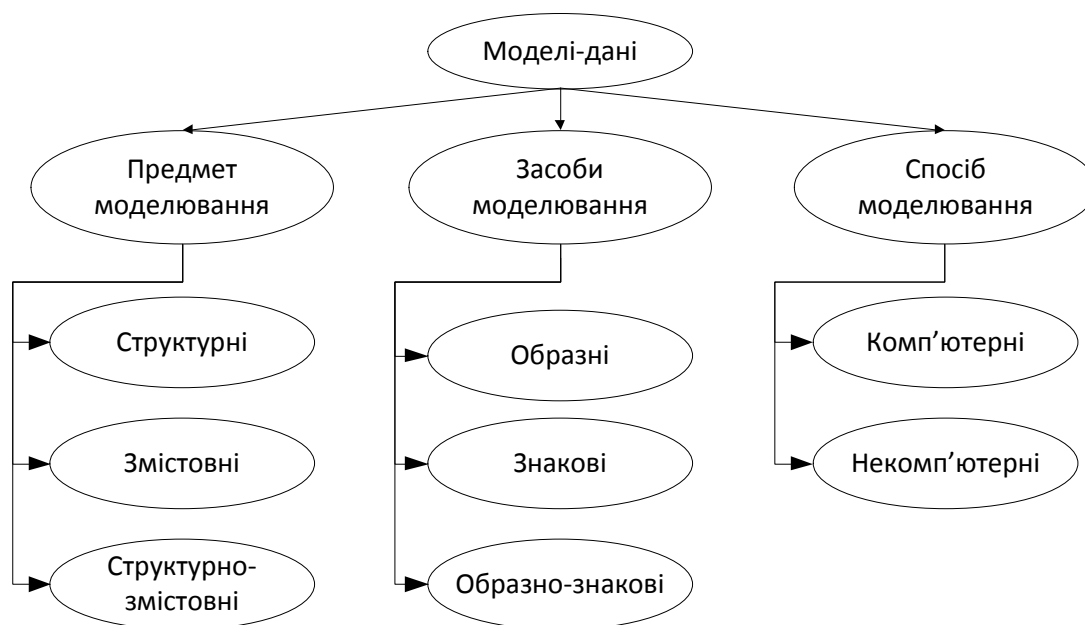 Моделі-дані
Предмет
моделювання
Засоби
моделювання
Спосіб
моделювання
Структурні
Змістовні
Структурно-
змістовні
Образні
Знакові
Образно-знакові
Комп’ютерні
Некомп’ютерні